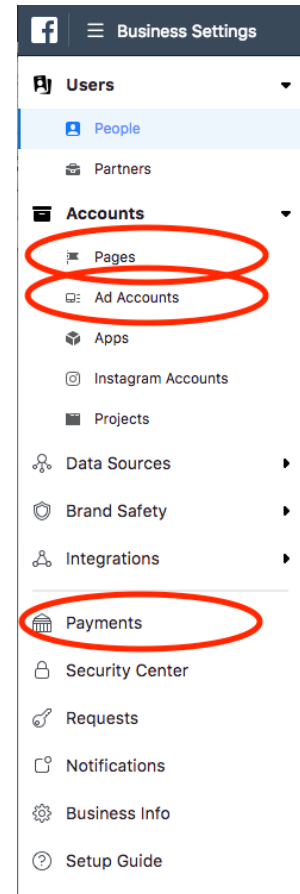 f Business Settings
Users
People
Partners
Accounts
Pages
Ad Accounts
Apps
Instagram Accounts
Projects
Data Sources
Brand Safety
Integrations
Payments
Security Center
Requests
Notifications
Business Info
Setup Guide